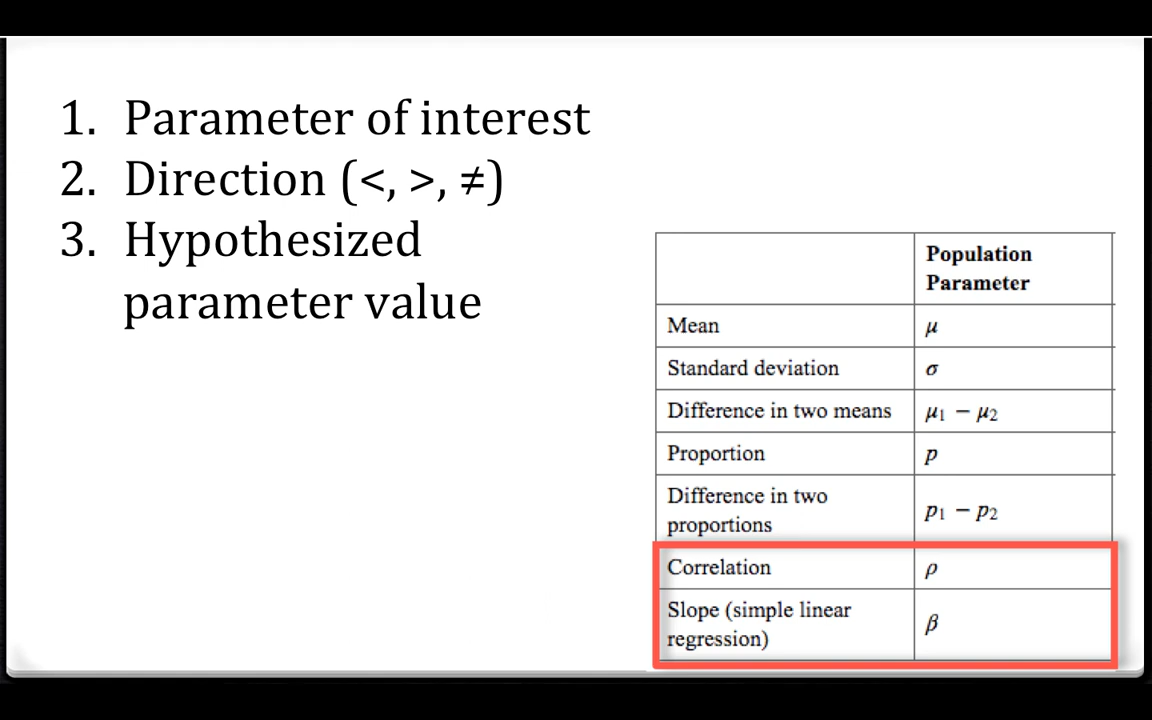 1. Parameter of interest
2. Direction (<, >, ≠)
3. Hypothesized
parameter value
Population
Parameter
Mean μ
Standard deviation σ
Difference in two means μ₁ − μ₂
Proportion p
Difference in two
proportions p₁ − p₂
Correlation ρ
Slope (simple linear
regression) β